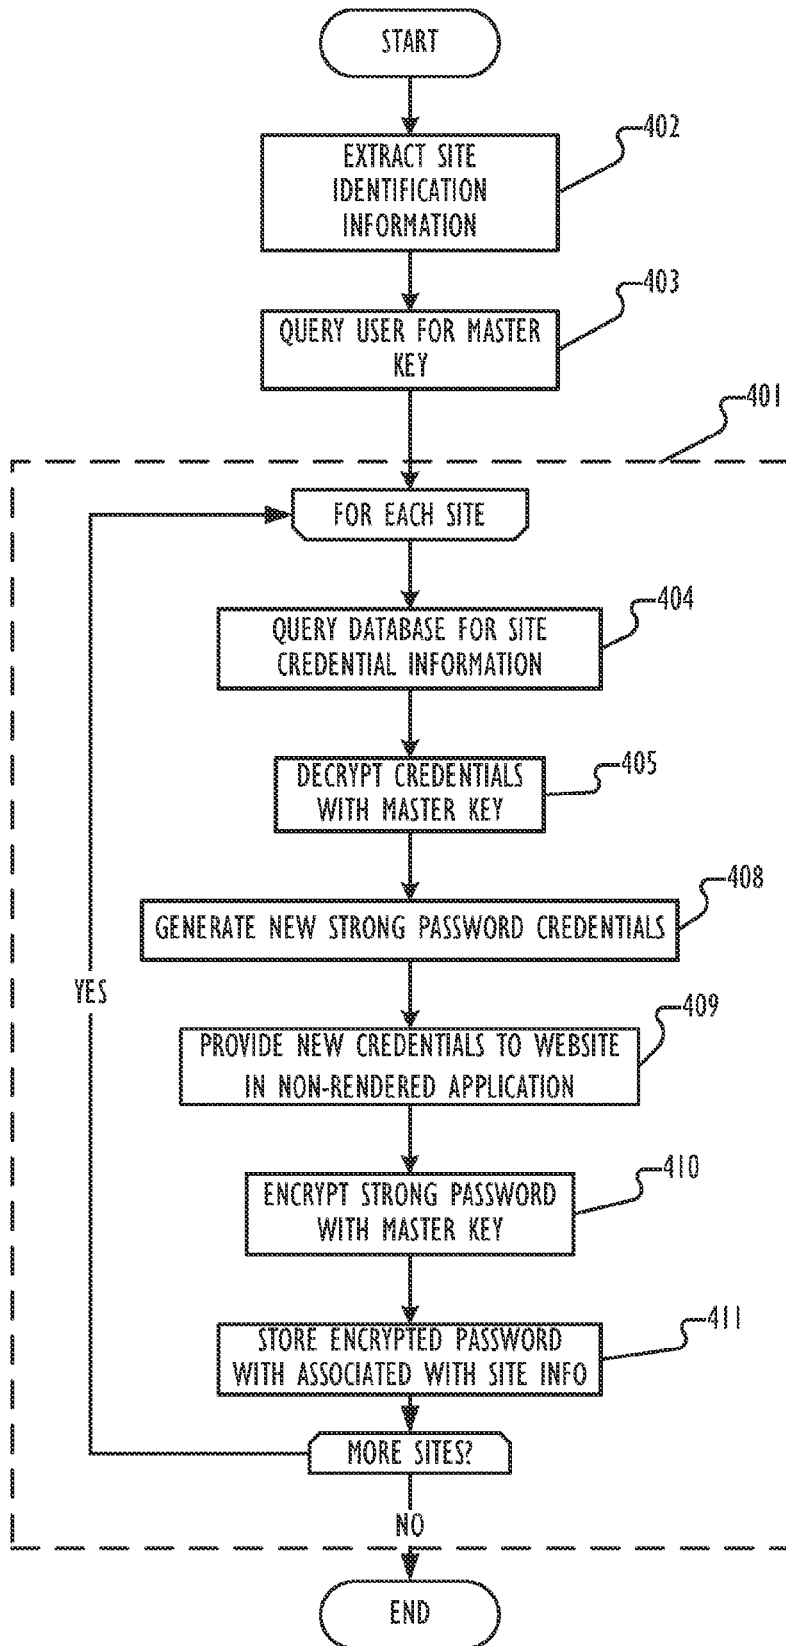 START
402
EXTRACT SITE
IDENTIFICATION
INFORMATION
403
QUERY USER FOR MASTER
KEY
401
FOR EACH SITE
404
QUERY DATABASE FOR SITE
CREDENTIAL INFORMATION
405
DECRYPT CREDENTIALS
WITH MASTER KEY
408
GENERATE NEW STRONG PASSWORD CREDENTIALS
YES
409
PROVIDE NEW CREDENTIALS TO WEBSITE
IN NON-RENDERED APPLICATION
410
ENCRYPT STRONG PASSWORD
WITH MASTER KEY
411
STORE ENCRYPTED PASSWORD
WITH ASSOCIATED WITH SITE INFO
MORE SITES?
NO
END